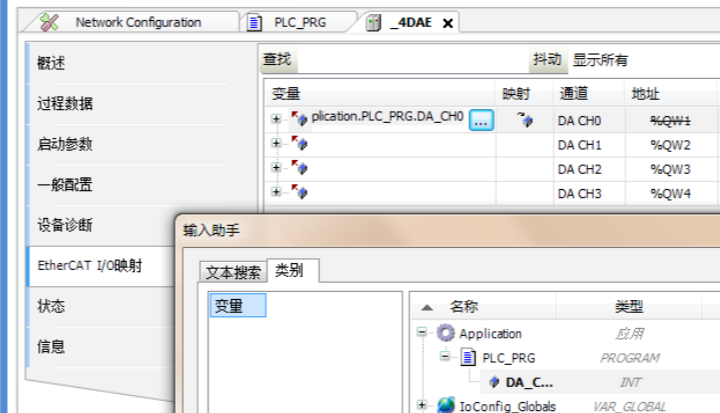 Network Configuration PLC_PRG _4DAE
概述 查找 抖动 显示所有
变量 映射 通道 地址
过程数据 plication.PLC_PRG.DA_CH0 ... DA CH0 %QW1
启动参数 DA CH1 %QW2
一般配置 DA CH2 %QW3
DA CH3 %QW4
设备诊断 输入助手
EtherCAT I/O映射 文本搜索 类别
状态 变量 名称 类型
Application 应用
信息 PLC_PRG PROGRAM
DA_C... INT
IoConfig_Globals VAR_GLOBAL